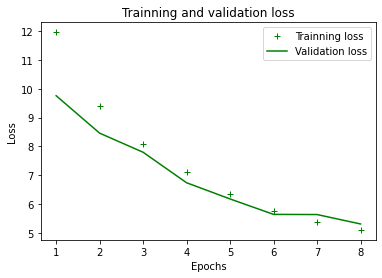 Trainning and validation loss
Trainning loss
Validation loss
12
11
10
9
8
7
6
5
Loss
1 2 3 4 5 6 7 8
Epochs